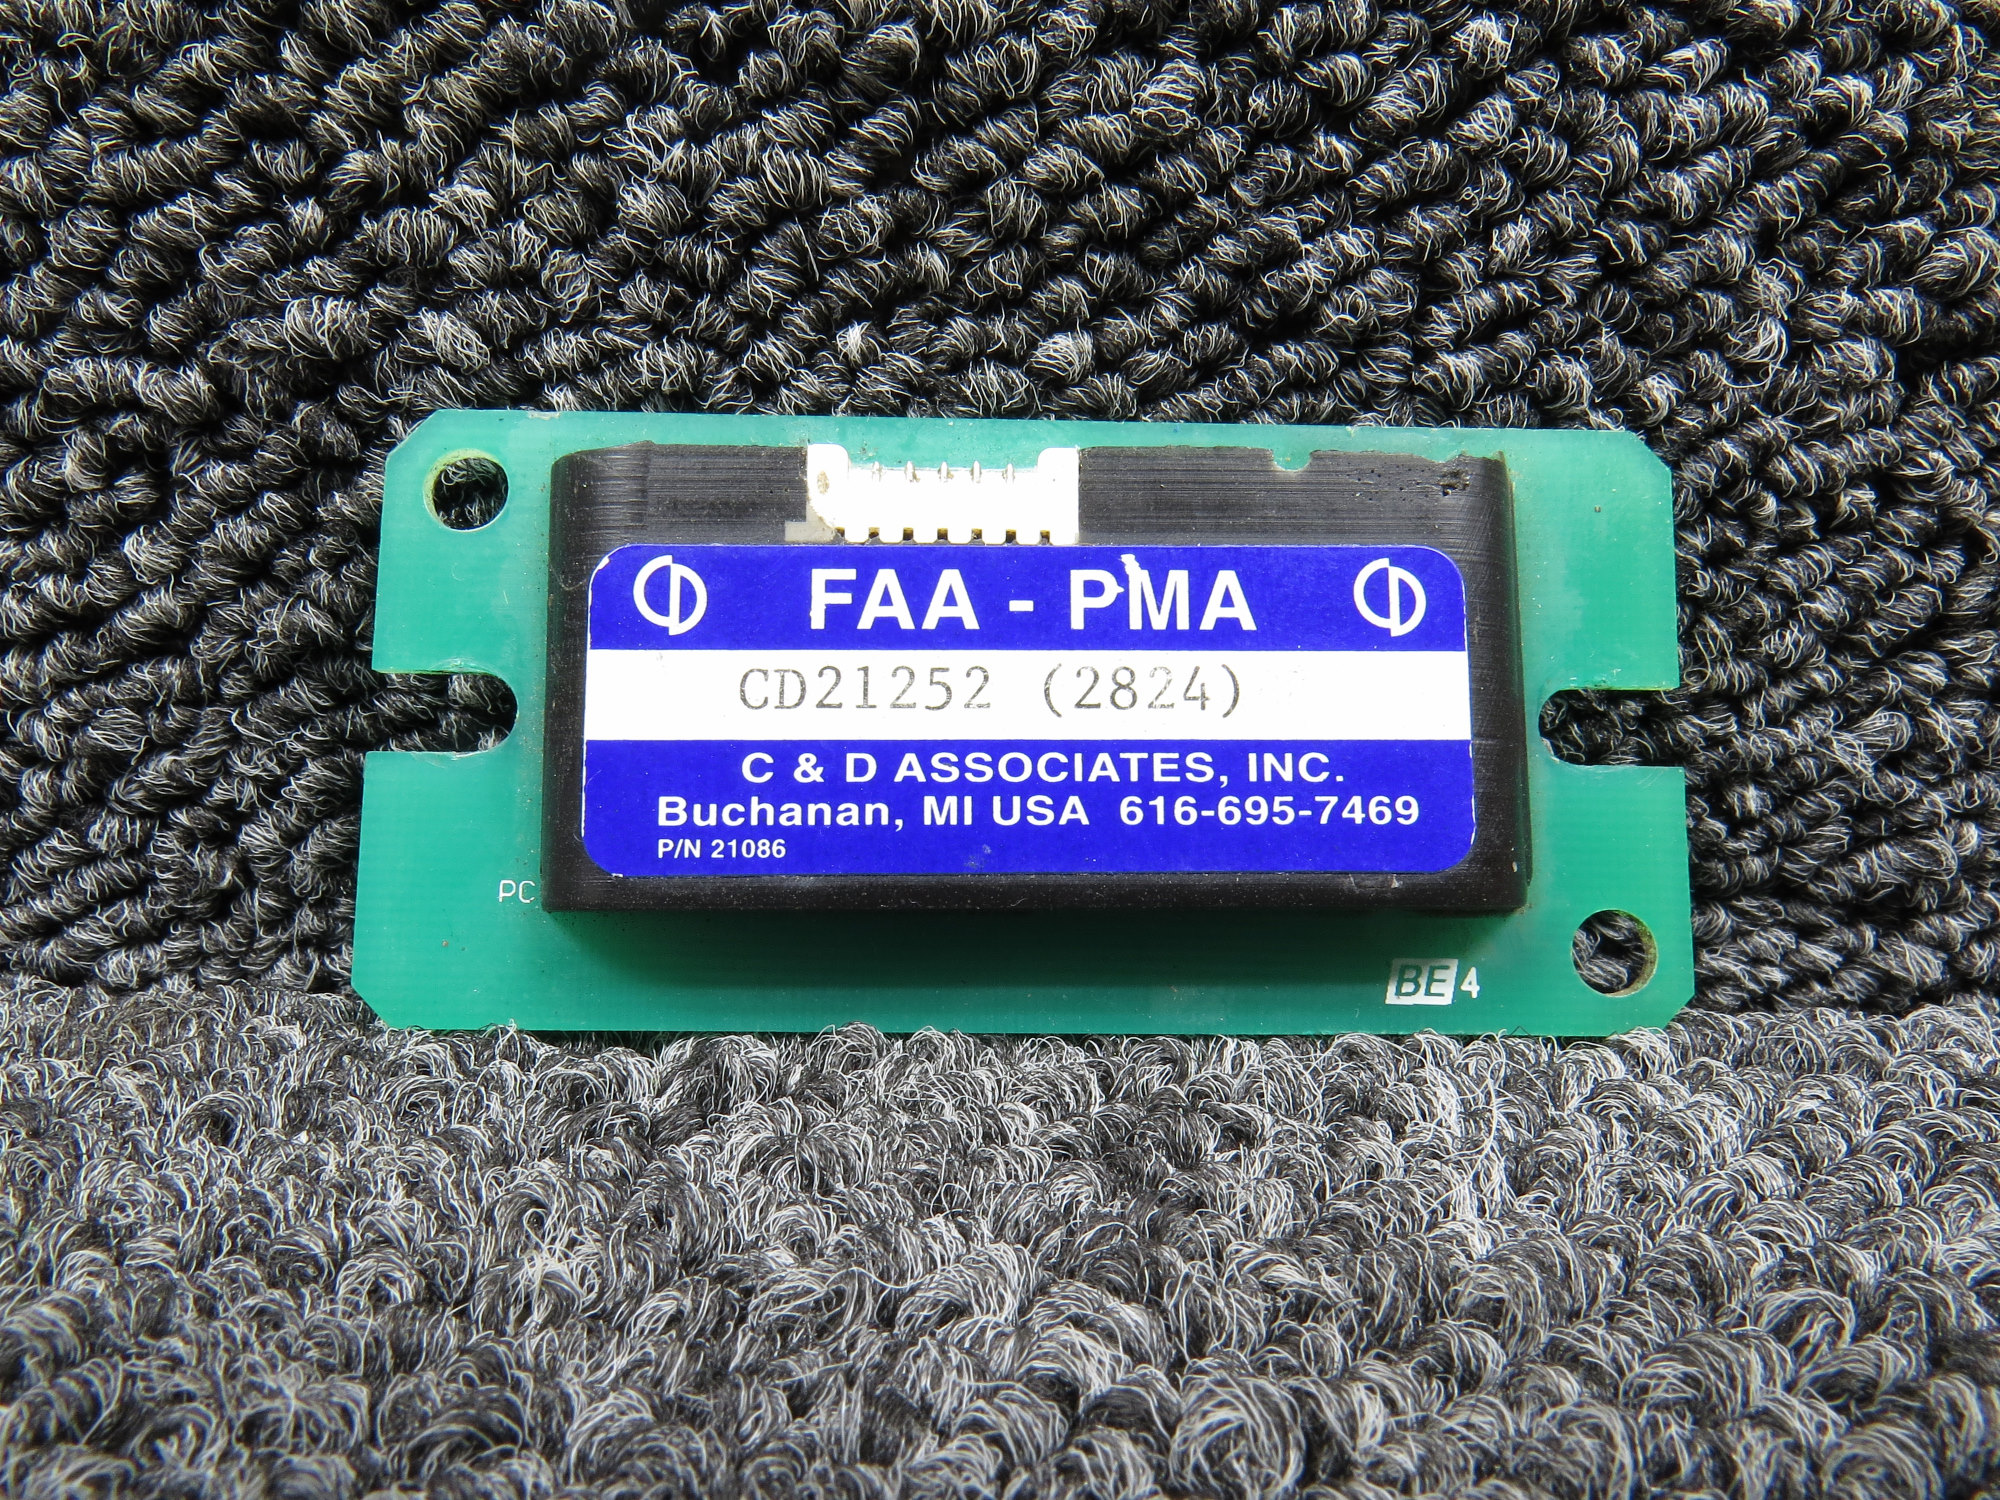 FAA - PMA
CD21252 (2824)
C & D ASSOCIATES, INC.
Buchanan, MI USA 616-695-7469
P/N 21086
PC
BE 4